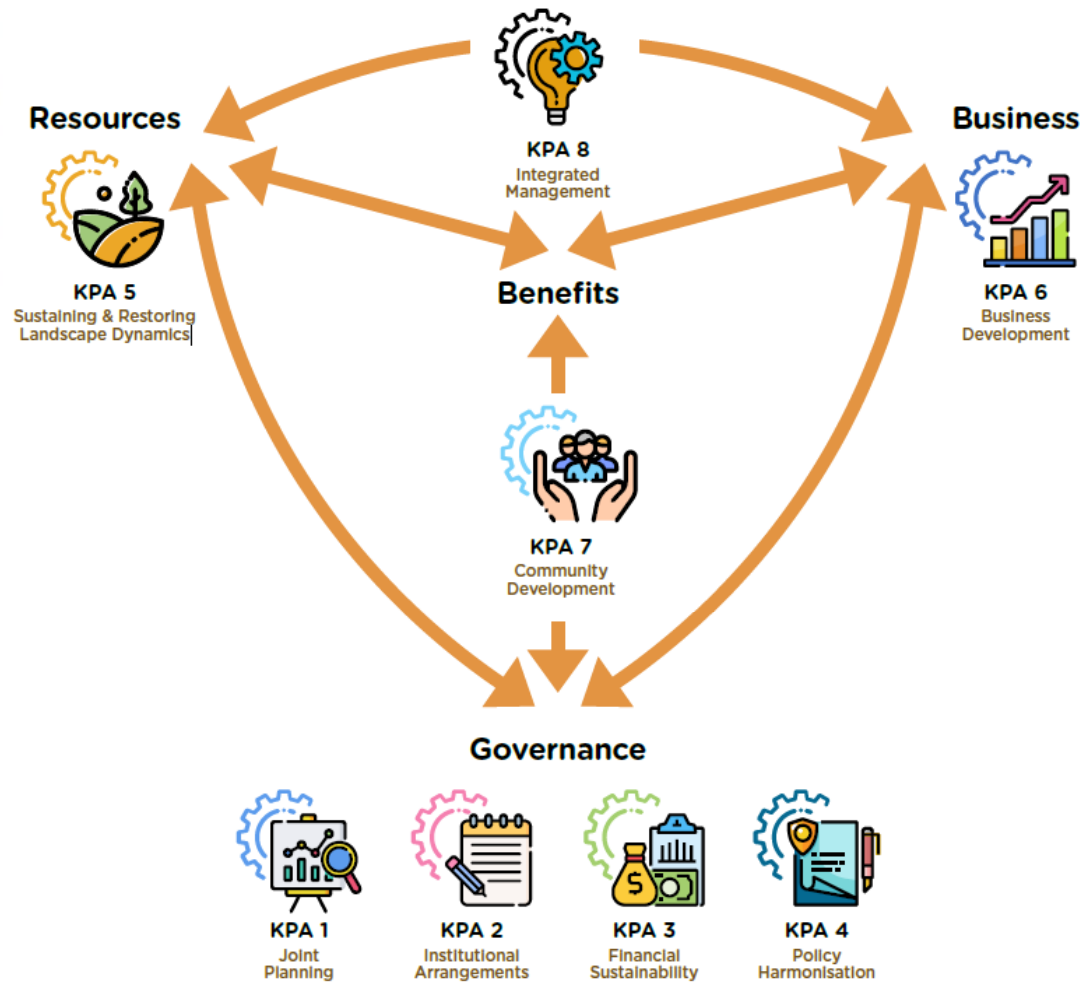 Resources
Business
KPA 8
Integrated
Management
KPA 5
Sustaining & Restoring
Landscape Dynamics
Benefits
KPA 6
Business
Development
KPA 7
Community
Development
Governance
$
KPA 1
Joint
Planning
KPA 2
Institutional
Arrangements
KPA 3
Financial
Sustainability
KPA 4
Policy
Harmonisation